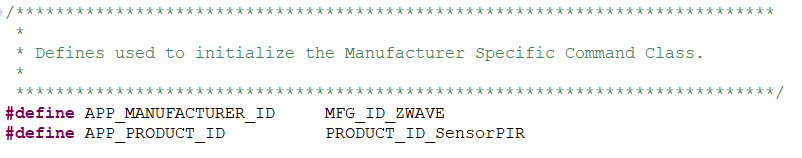 /****************************************************************************
 *
 * Defines used to initialize the Manufacturer Specific Command Class.
 *
 ****************************************************************************/
#define APP_MANUFACTURER_ID     MFG_ID_ZWAVE
#define APP_PRODUCT_ID          PRODUCT_ID_SensorPIR